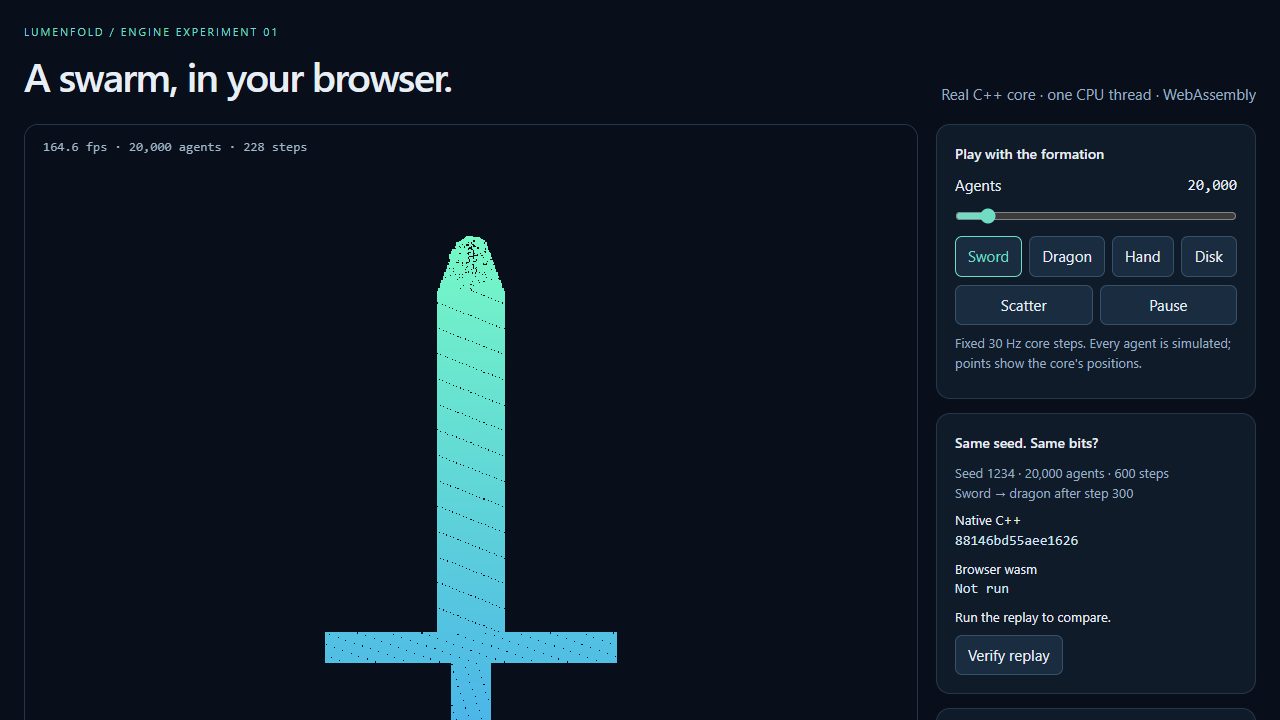 LUMENFOLD / ENGINE EXPERIMENT 01
A swarm, in your browser.
Real C++ core · one CPU thread · WebAssembly
164.6 fps · 20,000 agents · 228 steps
Play with the formation
Agents 20,000
Sword Dragon Hand Disk
Scatter Pause
Fixed 30 Hz core steps. Every agent is simulated;
points show the core's positions.
Same seed. Same bits?
Seed 1234 · 20,000 agents · 600 steps
Sword → dragon after step 300
Native C++
88146bd55aee1626
Browser wasm
Not run
Run the replay to compare.
Verify replay